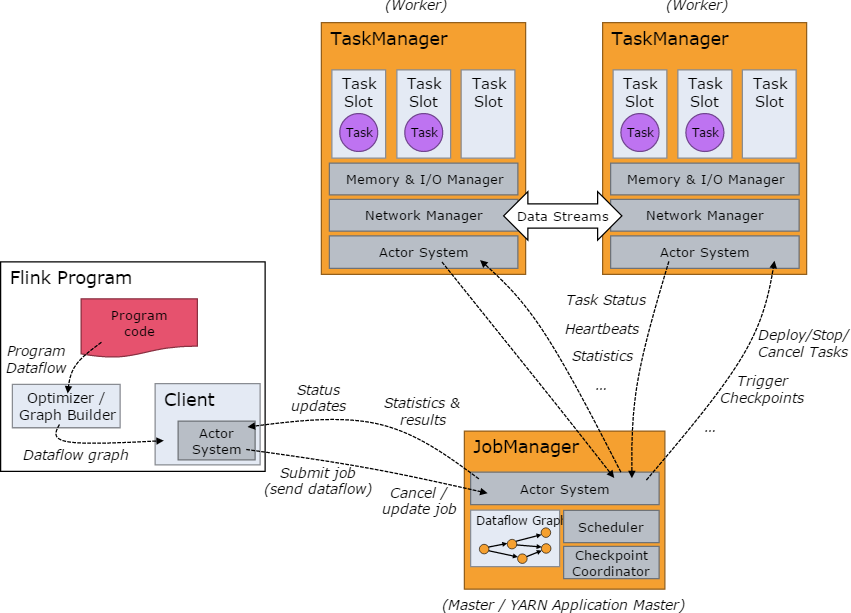 (Worker)
(Worker)
TaskManager
Task
Slot
Task
Task
Slot
Task
Task
Slot
Memory & I/O Manager
Network Manager
Actor System
TaskManager
Task
Slot
Task
Task
Slot
Task
Task
Slot
Memory & I/O Manager
Network Manager
Actor System
Data Streams
Flink Program
Program
code
Program
Dataflow
Optimizer /
Graph Builder
Dataflow graph
Client
Actor
System
Status
updates
Statistics &
results
Submit job
(send dataflow)
Cancel /
update job
Task Status
Heartbeats
Statistics
...
Deploy/Stop/
Cancel Tasks
Trigger
Checkpoints
...
JobManager
Actor System
Dataflow Graph
Scheduler
Checkpoint
Coordinator
(Master / YARN Application Master)